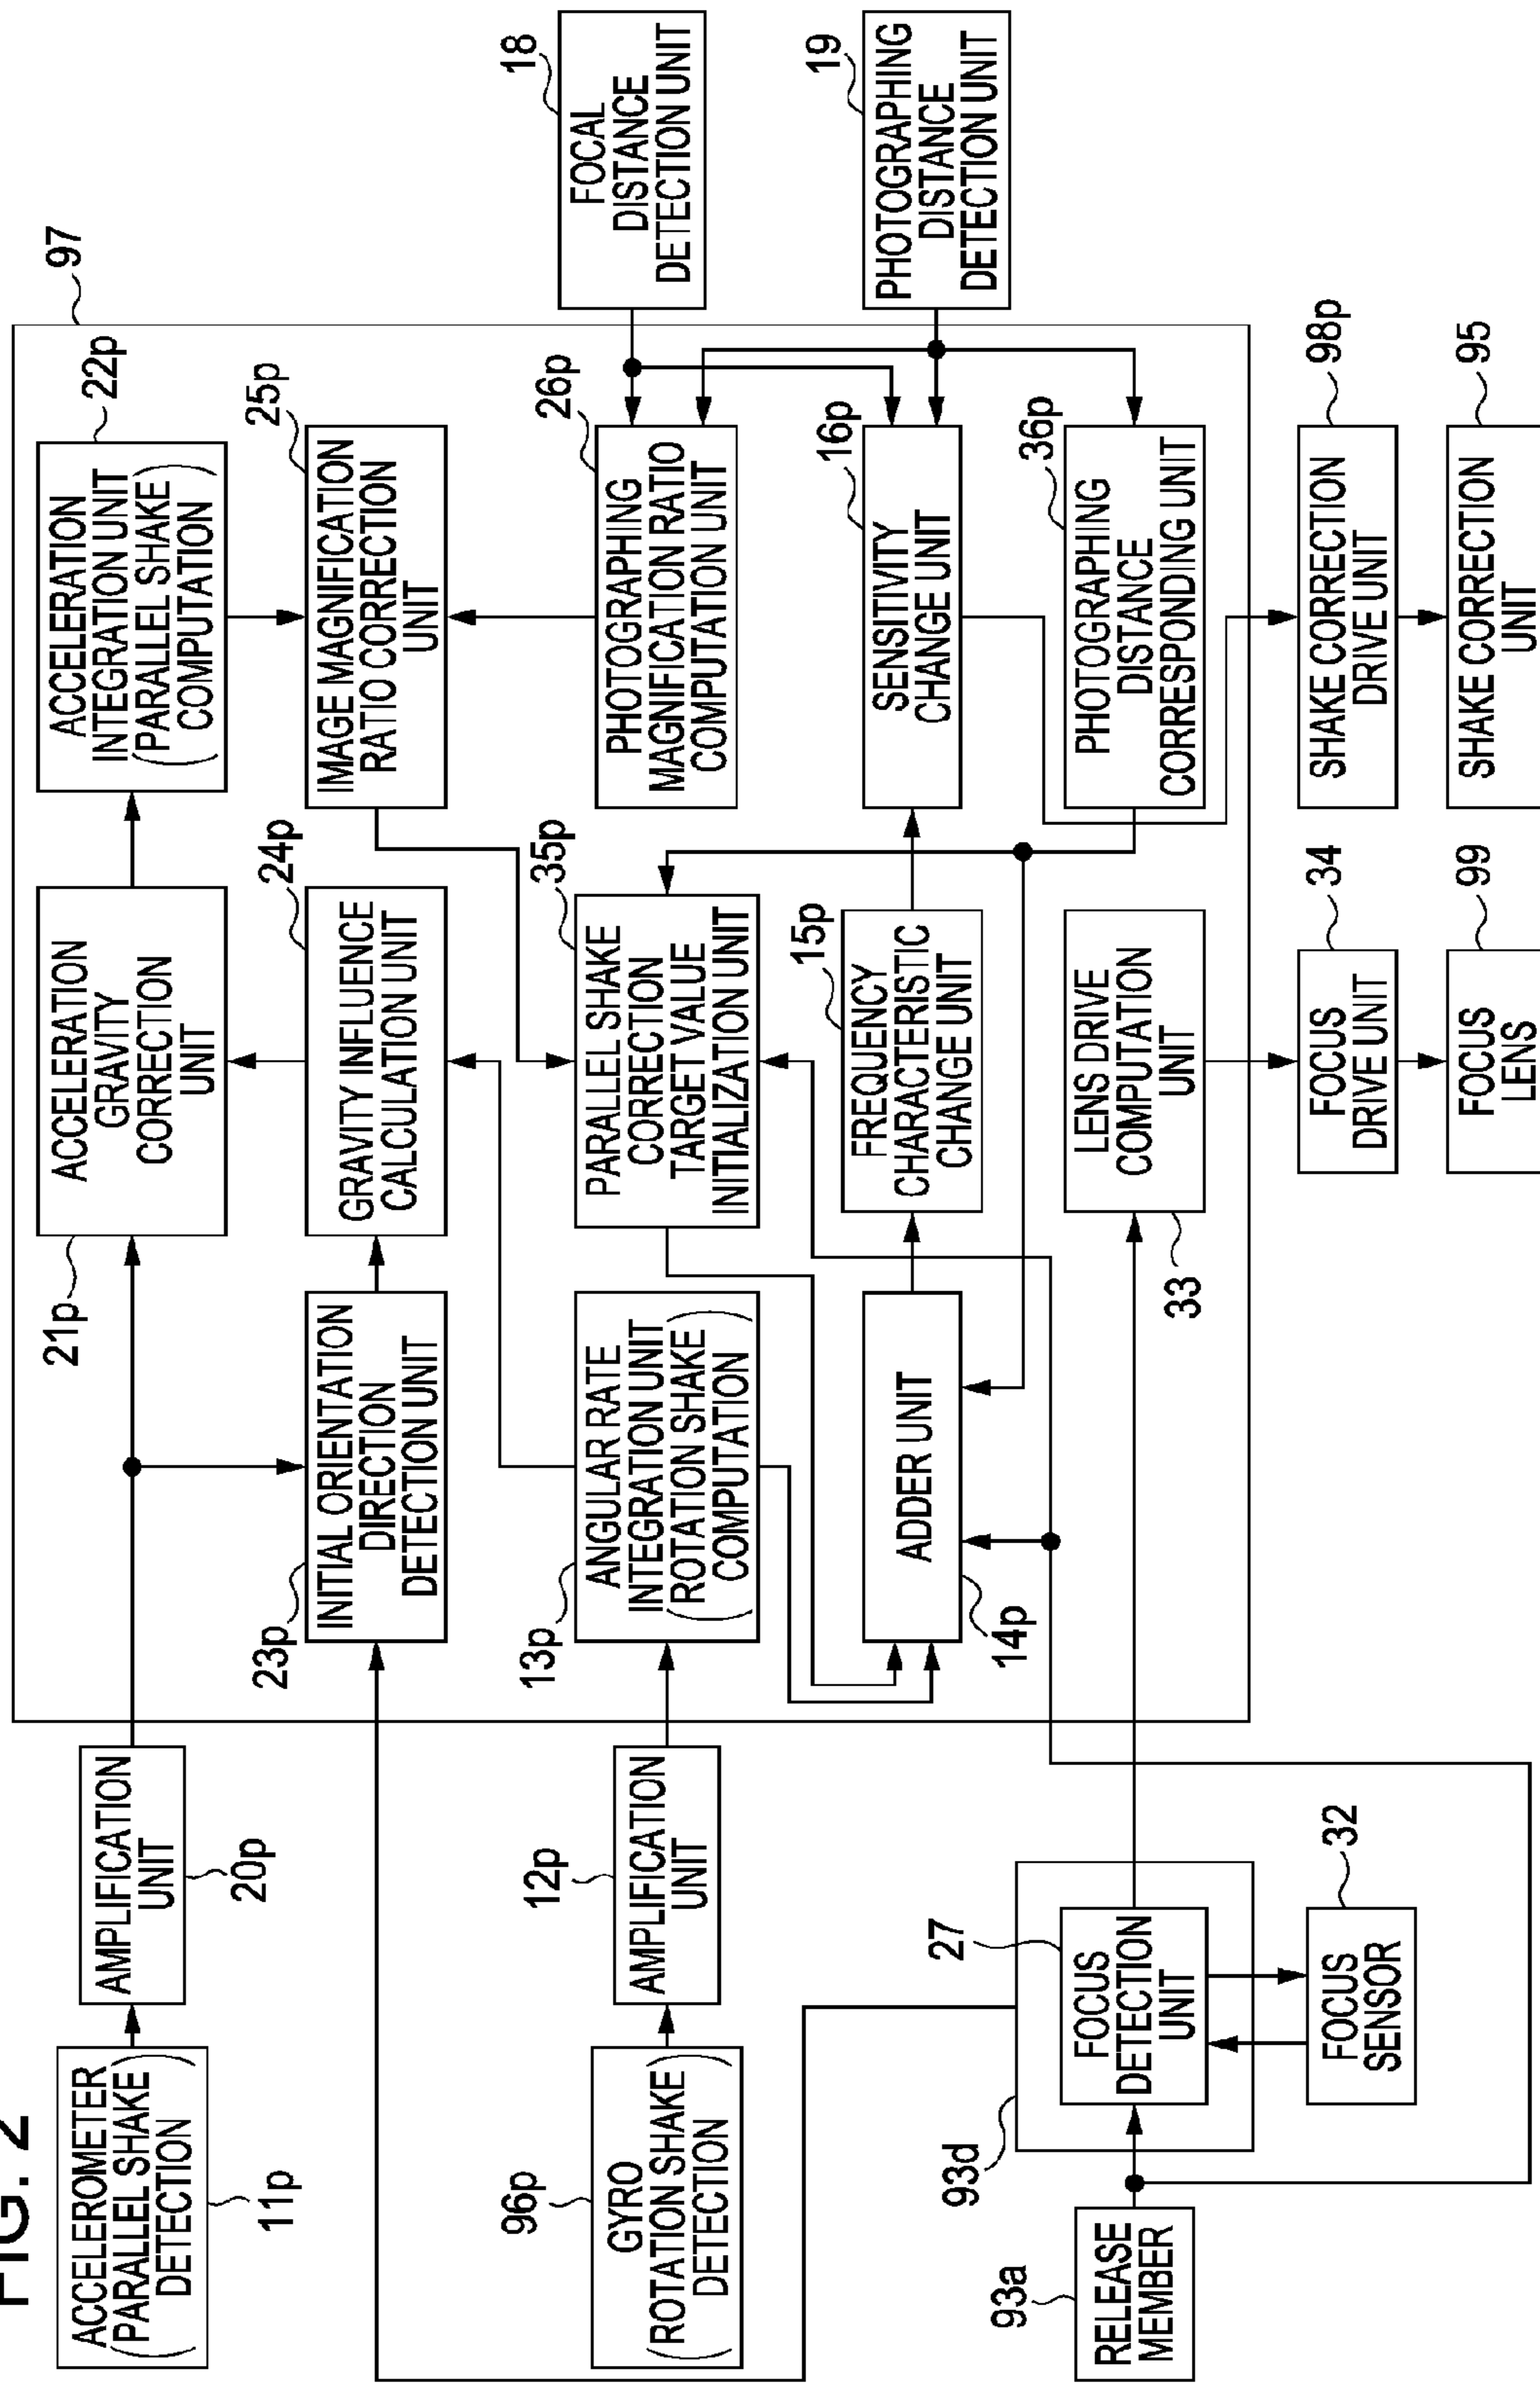 FIG. 2
ACCELEROMETER
(PARALLEL SHAKE
DETECTION)
11p
AMPLIFICATION
UNIT
20p
21p
ACCELERATION
GRAVITY
CORRECTION
UNIT
ACCELERATION
INTEGRATION UNIT
(PARALLEL SHAKE
COMPUTATION)
22p
97
23p
INITIAL ORIENTATION
DIRECTION
DETECTION UNIT
24p
GRAVITY INFLUENCE
CALCULATION UNIT
25p
IMAGE MAGNIFICATION
RATIO CORRECTION
UNIT
96p
GYRO
(ROTATION SHAKE
DETECTION)
12p
AMPLIFICATION
UNIT
13p
ANGULAR RATE
INTEGRATION UNIT
(ROTATION SHAKE
COMPUTATION)
35p
PARALLEL SHAKE
CORRECTION
TARGET VALUE
INITIALIZATION UNIT
26p
PHOTOGRAPHING
MAGNIFICATION RATIO
COMPUTATION UNIT
18
FOCAL
DISTANCE
DETECTION UNIT
ADDER UNIT
14p
15p
FREQUENCY
CHARACTERISTIC
CHANGE UNIT
16p
SENSITIVITY
CHANGE UNIT
19
PHOTOGRAPHING
DISTANCE
DETECTION UNIT
93a
RELEASE
MEMBER
93d
27
FOCUS
DETECTION
UNIT
32
FOCUS
SENSOR
LENS DRIVE
COMPUTATION
UNIT
33
36p
PHOTOGRAPHING
DISTANCE
CORRESPONDING UNIT
34
FOCUS
DRIVE UNIT
98p
SHAKE CORRECTION
DRIVE UNIT
99
FOCUS
LENS
95
SHAKE CORRECTION
UNIT